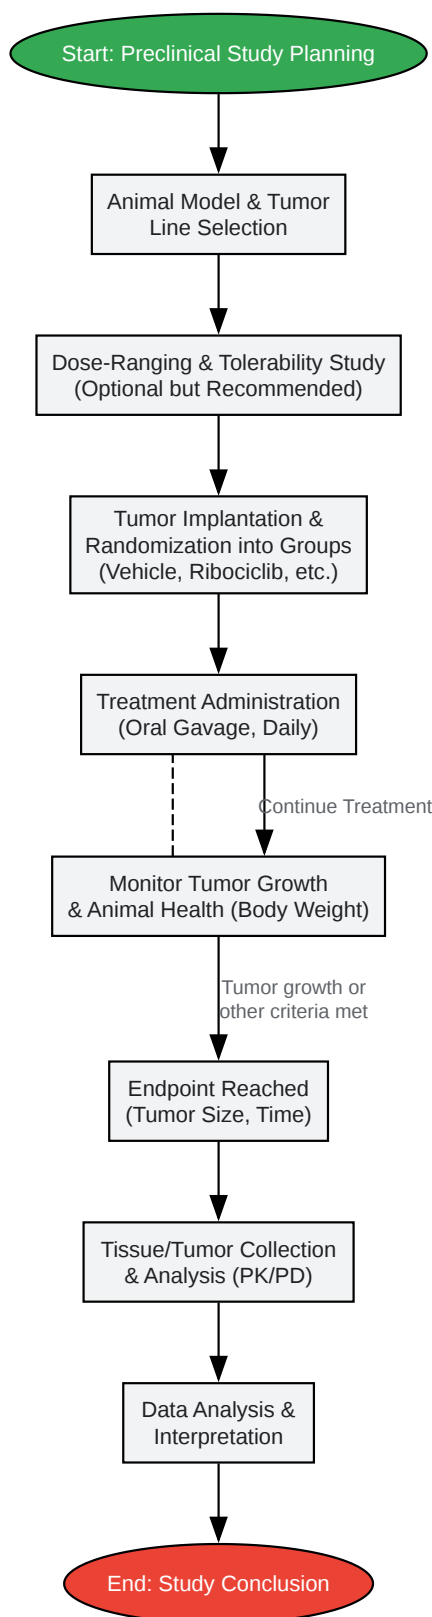 Start: Preclinical Study Planning
Animal Model & Tumor
Line Selection
Dose-Ranging & Tolerability Study
(Optional but Recommended)
Tumor Implantation &
Randomization into Groups
(Vehicle, Ribociclib, etc.)
Treatment Administration
(Oral Gavage, Daily)
Continue Treatment
Monitor Tumor Growth
& Animal Health (Body Weight)
Tumor growth or
other criteria met
Endpoint Reached
(Tumor Size, Time)
Tissue/Tumor Collection
& Analysis (PK/PD)
Data Analysis &
Interpretation
End: Study Conclusion